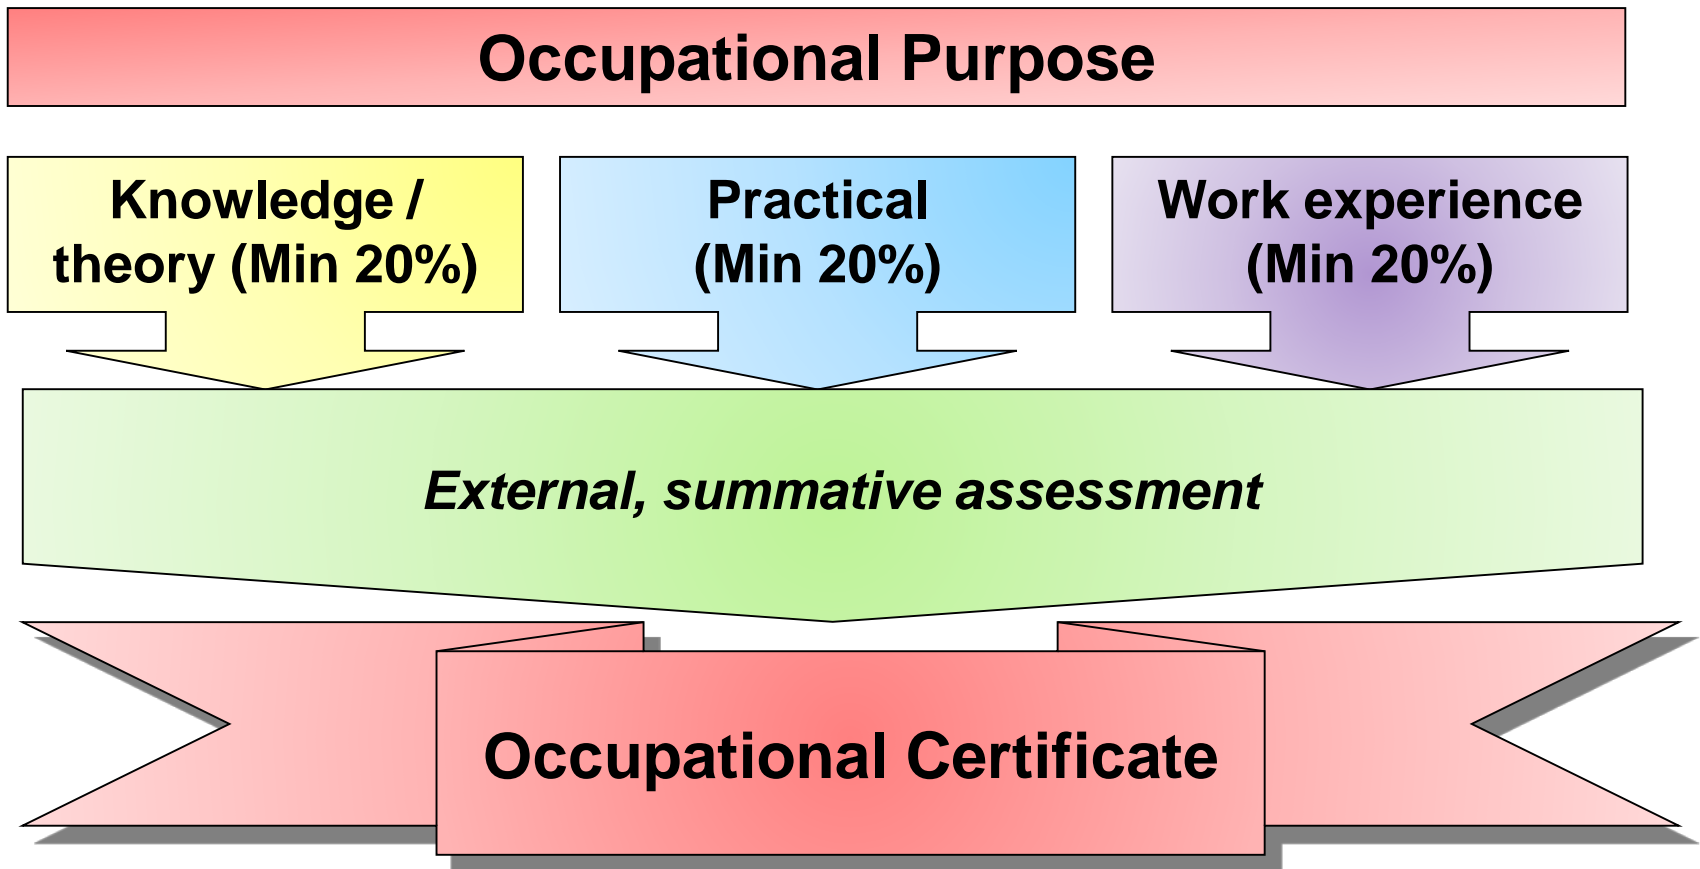 Occupational Purpose
Knowledge /
theory (Min 20%)
Practical
(Min 20%)
Work experience
(Min 20%)
External, summative assessment
Occupational Certificate